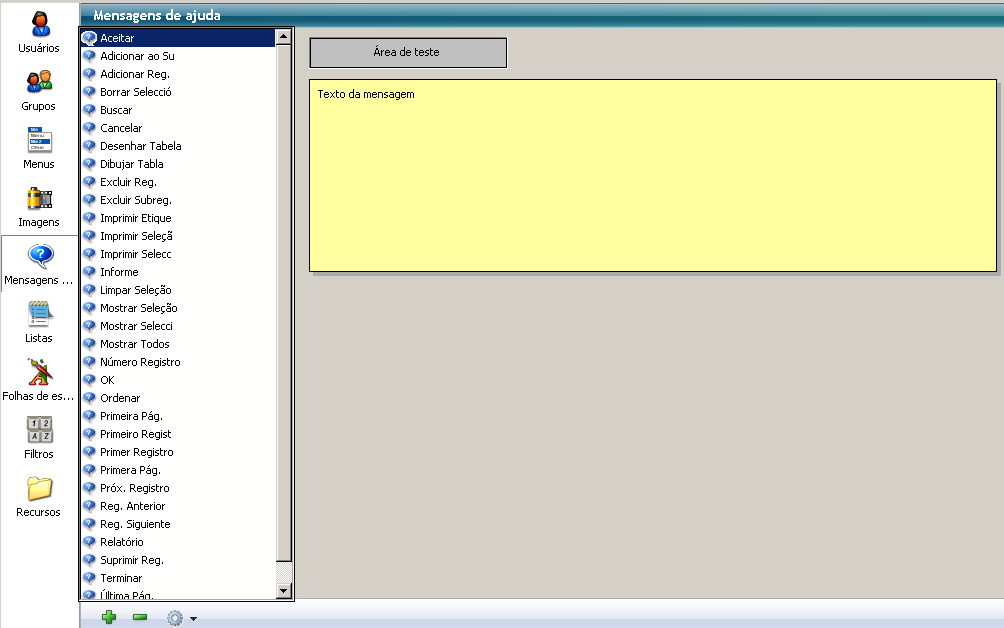 Mensagens de ajuda
Usuários
Grupos
Menus
Imagens
Mensagens ...
Listas
Folhas de es...
Filtros
Recursos
Aceitar
Adicionar ao Su
Adicionar Reg.
Borrar Selecció
Buscar
Cancelar
Desenhar Tabela
Dibujar Tabla
Excluir Reg.
Excluir Subreg.
Imprimir Etique
Imprimir Seleçã
Imprimir Selecc
Informe
Limpar Seleção
Mostrar Seleção
Mostrar Selecci
Mostrar Todos
Número Registro
OK
Ordenar
Primeira Pág.
Primeiro Regist
Primer Registro
Primera Pág.
Próx. Registro
Reg. Anterior
Reg. Siguiente
Relatório
Suprimir Reg.
Terminar
Última Pág.
Área de teste
Texto da mensagem